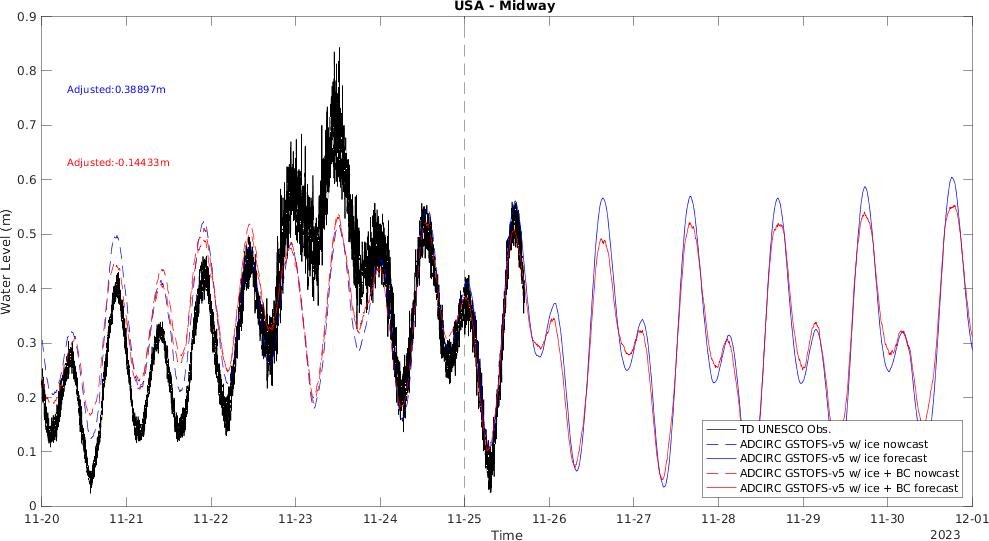 USA - Midway
0.9
0.8
0.7
0.6
0.5
0.4
0.3
0.2
0.1
0
Water Level (m)
Adjusted:0.38897m
Adjusted:-0.14433m
TD UNESCO Obs.
ADCIRC GSTOFS-v5 w/ ice nowcast
ADCIRC GSTOFS-v5 w/ ice forecast
ADCIRC GSTOFS-v5 w/ ice + BC nowcast
ADCIRC GSTOFS-v5 w/ ice + BC forecast
11-20 11-21 11-22 11-23 11-24 11-25 11-26 11-27 11-28 11-29 11-30 12-01
Time
2023